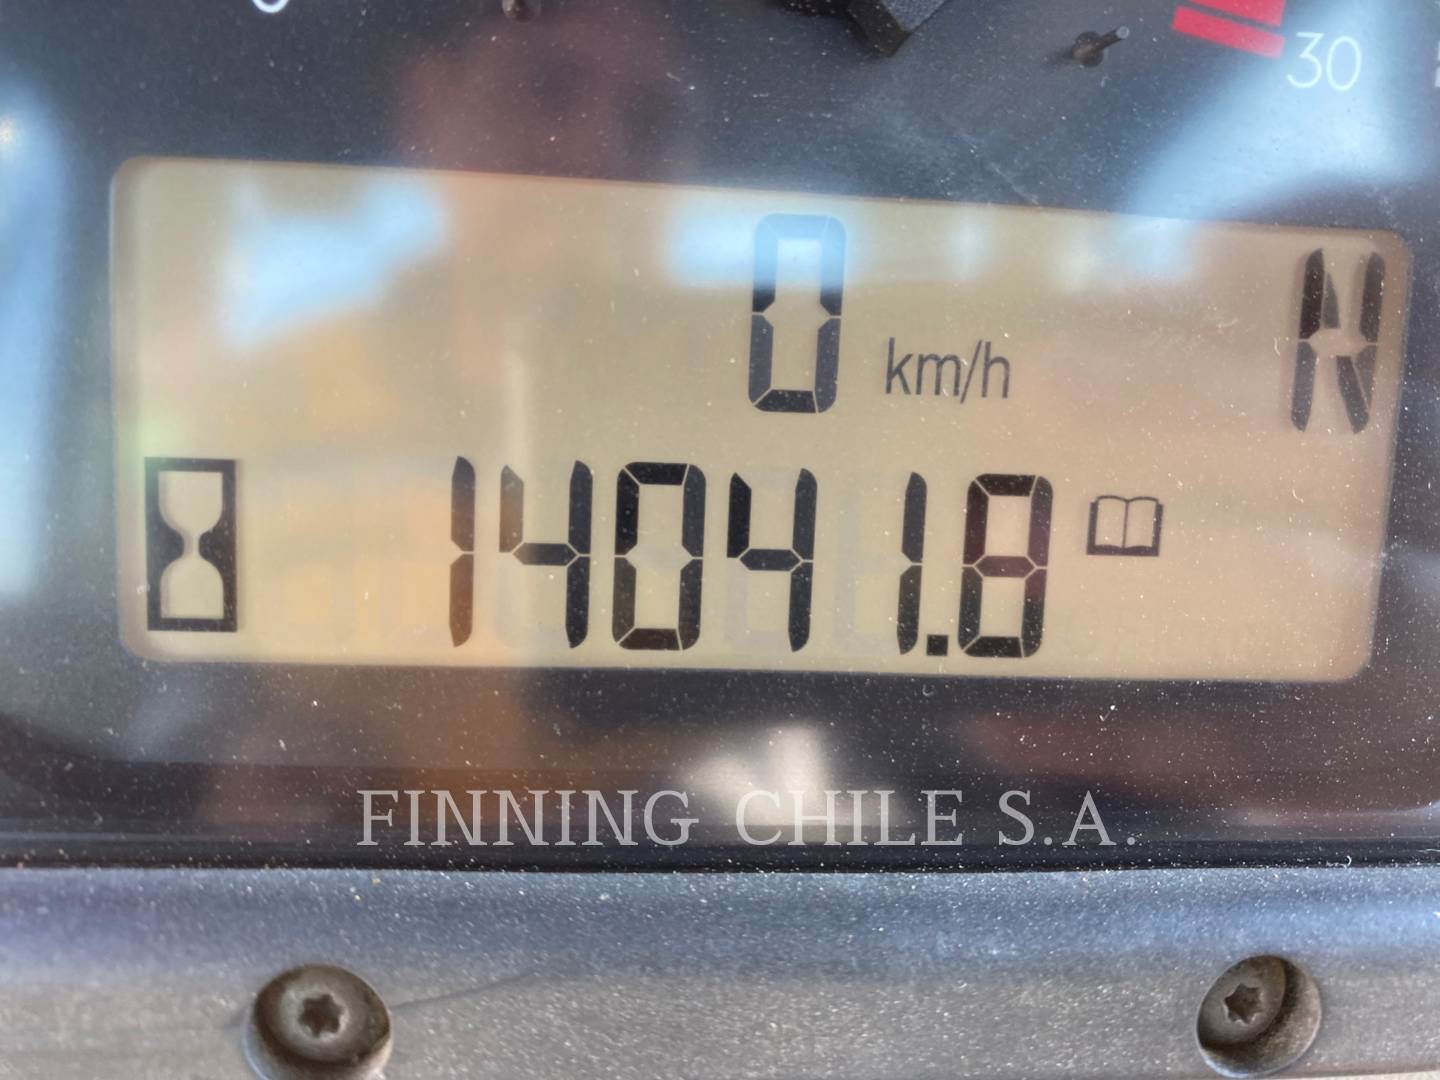 30
0 km/h N
14041.8
FINNING CHILE S.A.